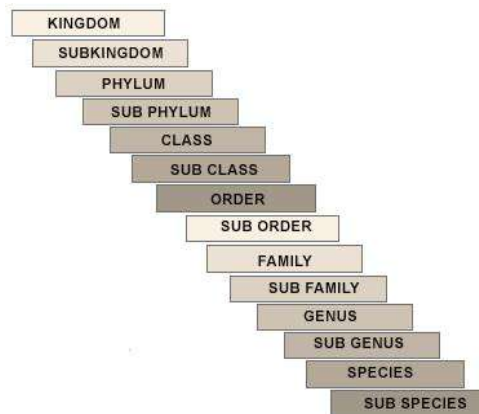 KINGDOM
SUBKINGDOM
PHYLUM
SUB PHYLUM
CLASS
SUB CLASS
ORDER
SUB ORDER
FAMILY
SUB FAMILY
GENUS
SUB GENUS
SPECIES
SUB SPECIES